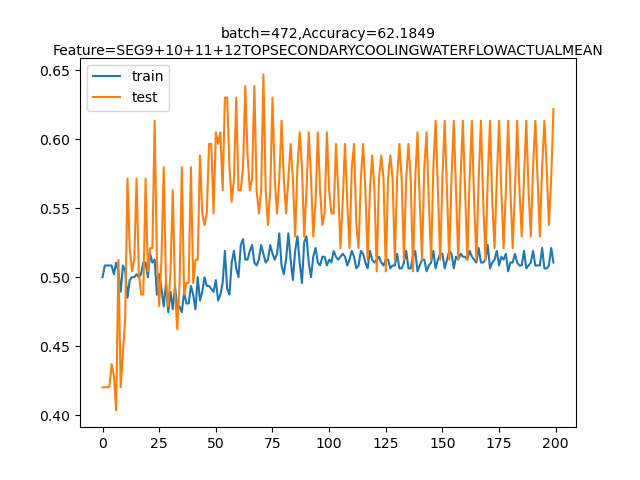 batch=472,Accuracy=62.1849
Feature=SEG9+10+11+12TOPSECONDARYCOOLINGWATERFLOWACTUALMEAN
train
test
0.65
0.60
0.55
0.50
0.45
0.40
0 25 50 75 100 125 150 175 200